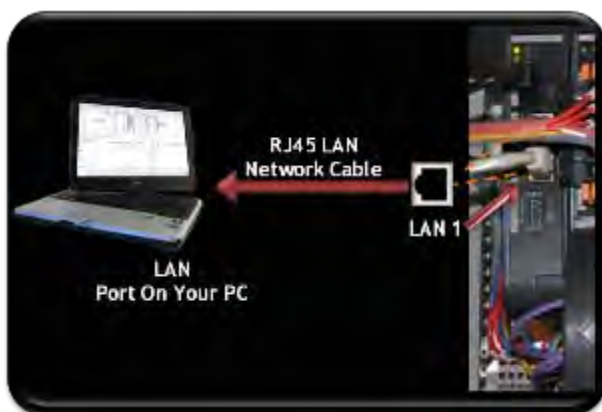 RJ45 LAN
Network Cable
LAN 1
LAN
Port On Your PC